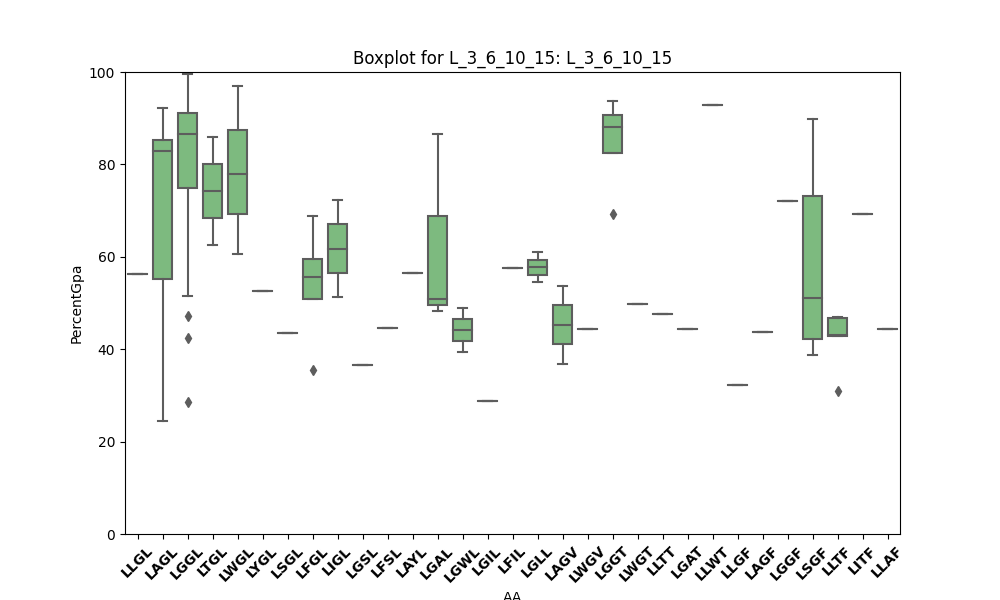 Boxplot for L_3_6_10_15: L_3_6_10_15
100
80
60
40
20
0
PercentGpa
LLGL LAGL LGGL LTGL LWGL LYGL LSGL LFGL LIGL LGSL LFSL LAYL LGAL LGWL LGIL LFIL LGLL LAGV LWGV LGGT LWGT LLTT LGAT LLWT LLGF LAGF LGGF LSGF LLTF LITF LLAF
AA